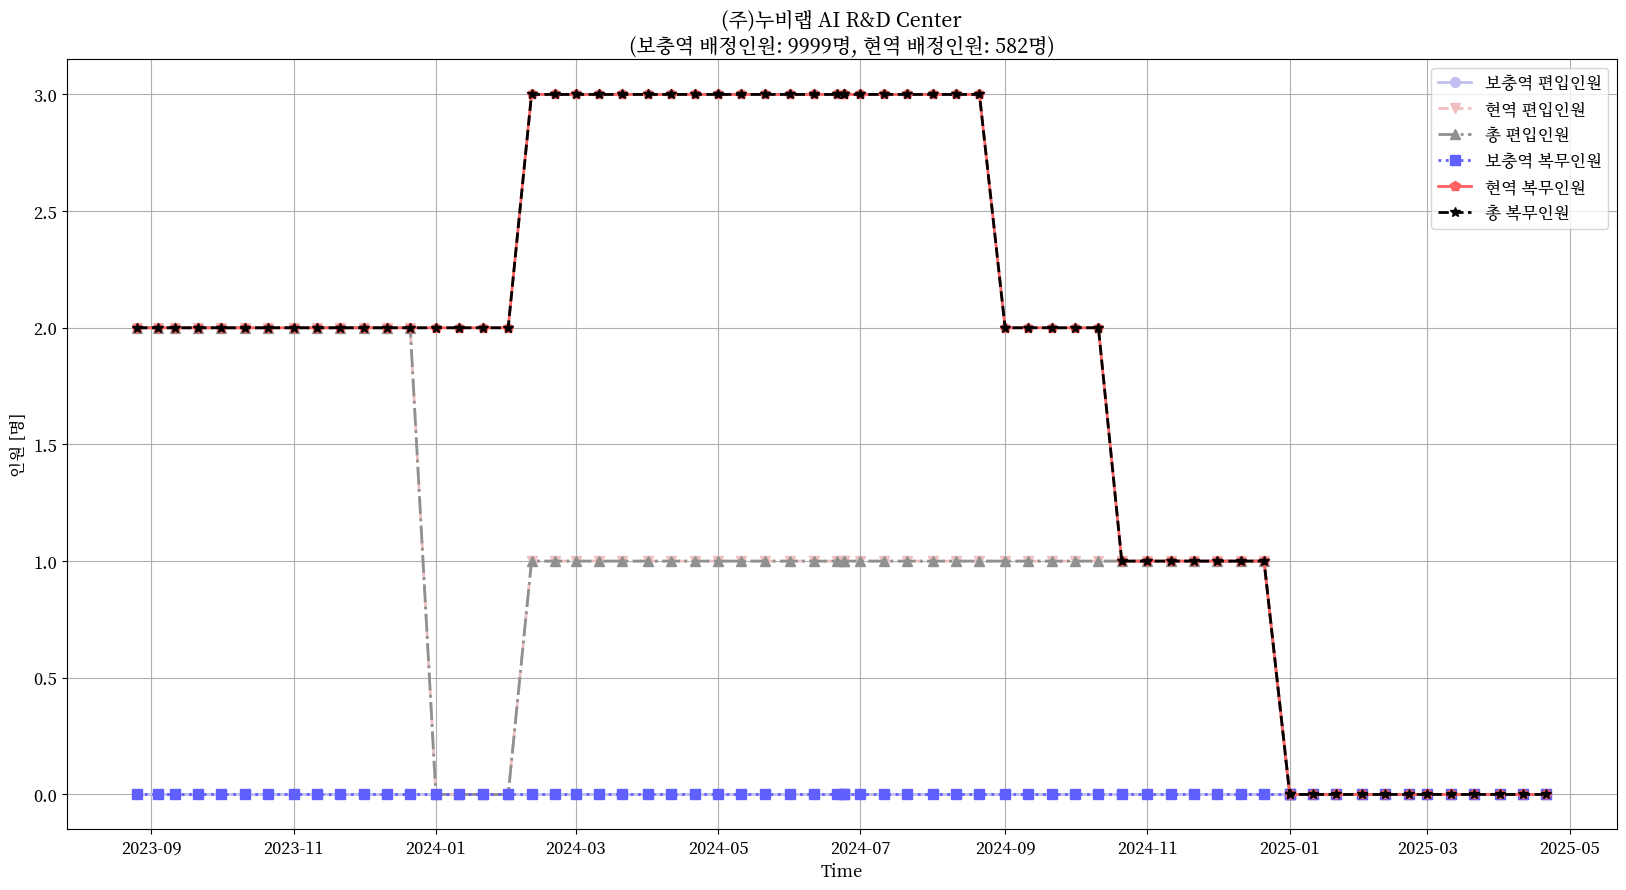 (주)누비랩 AI R&D Center
(보충역 배정인원: 9999명, 현역 배정인원: 582명)
보충역 편입인원
현역 편입인원
총 편입인원
보충역 복무인원
현역 복무인원
총 복무인원
인원 [명]
3.0
2.5
2.0
1.5
1.0
0.5
0.0
2023-09
2023-11
2024-01
2024-03
2024-05
2024-07
2024-09
2024-11
2025-01
2025-03
2025-05
Time